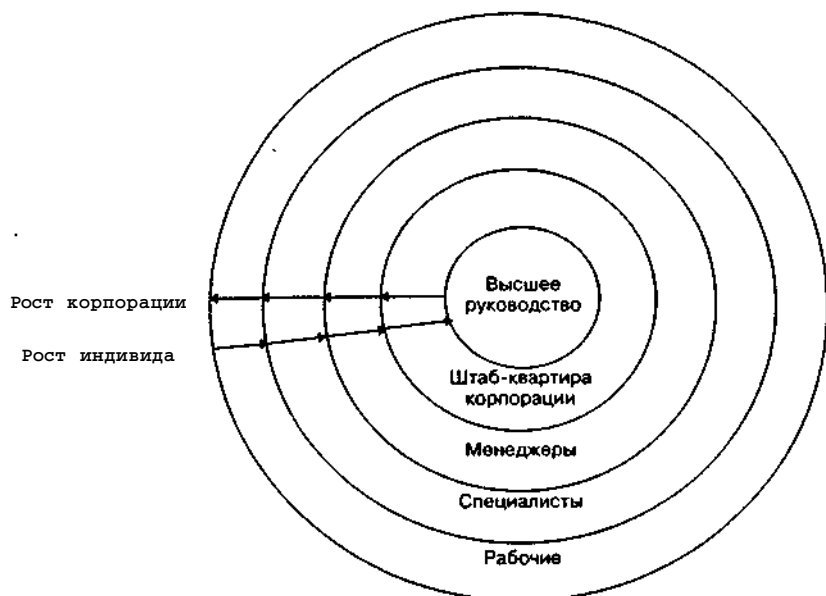 Высшее
руководство
Рост корпорации
Рост индивида
Штаб-квартира
корпорации
Менеджеры
Специалисты
Рабочие